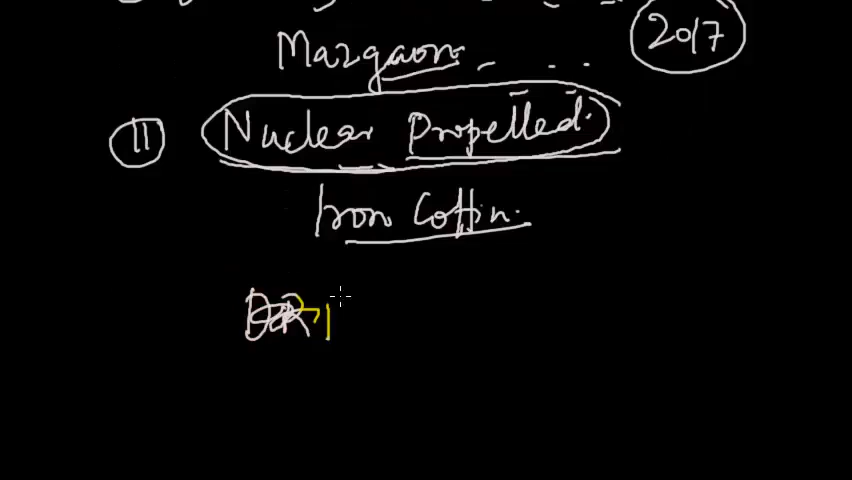 Mazgaon. - . .
2017
11 Nuclear Propelled.
Iron Coffin.